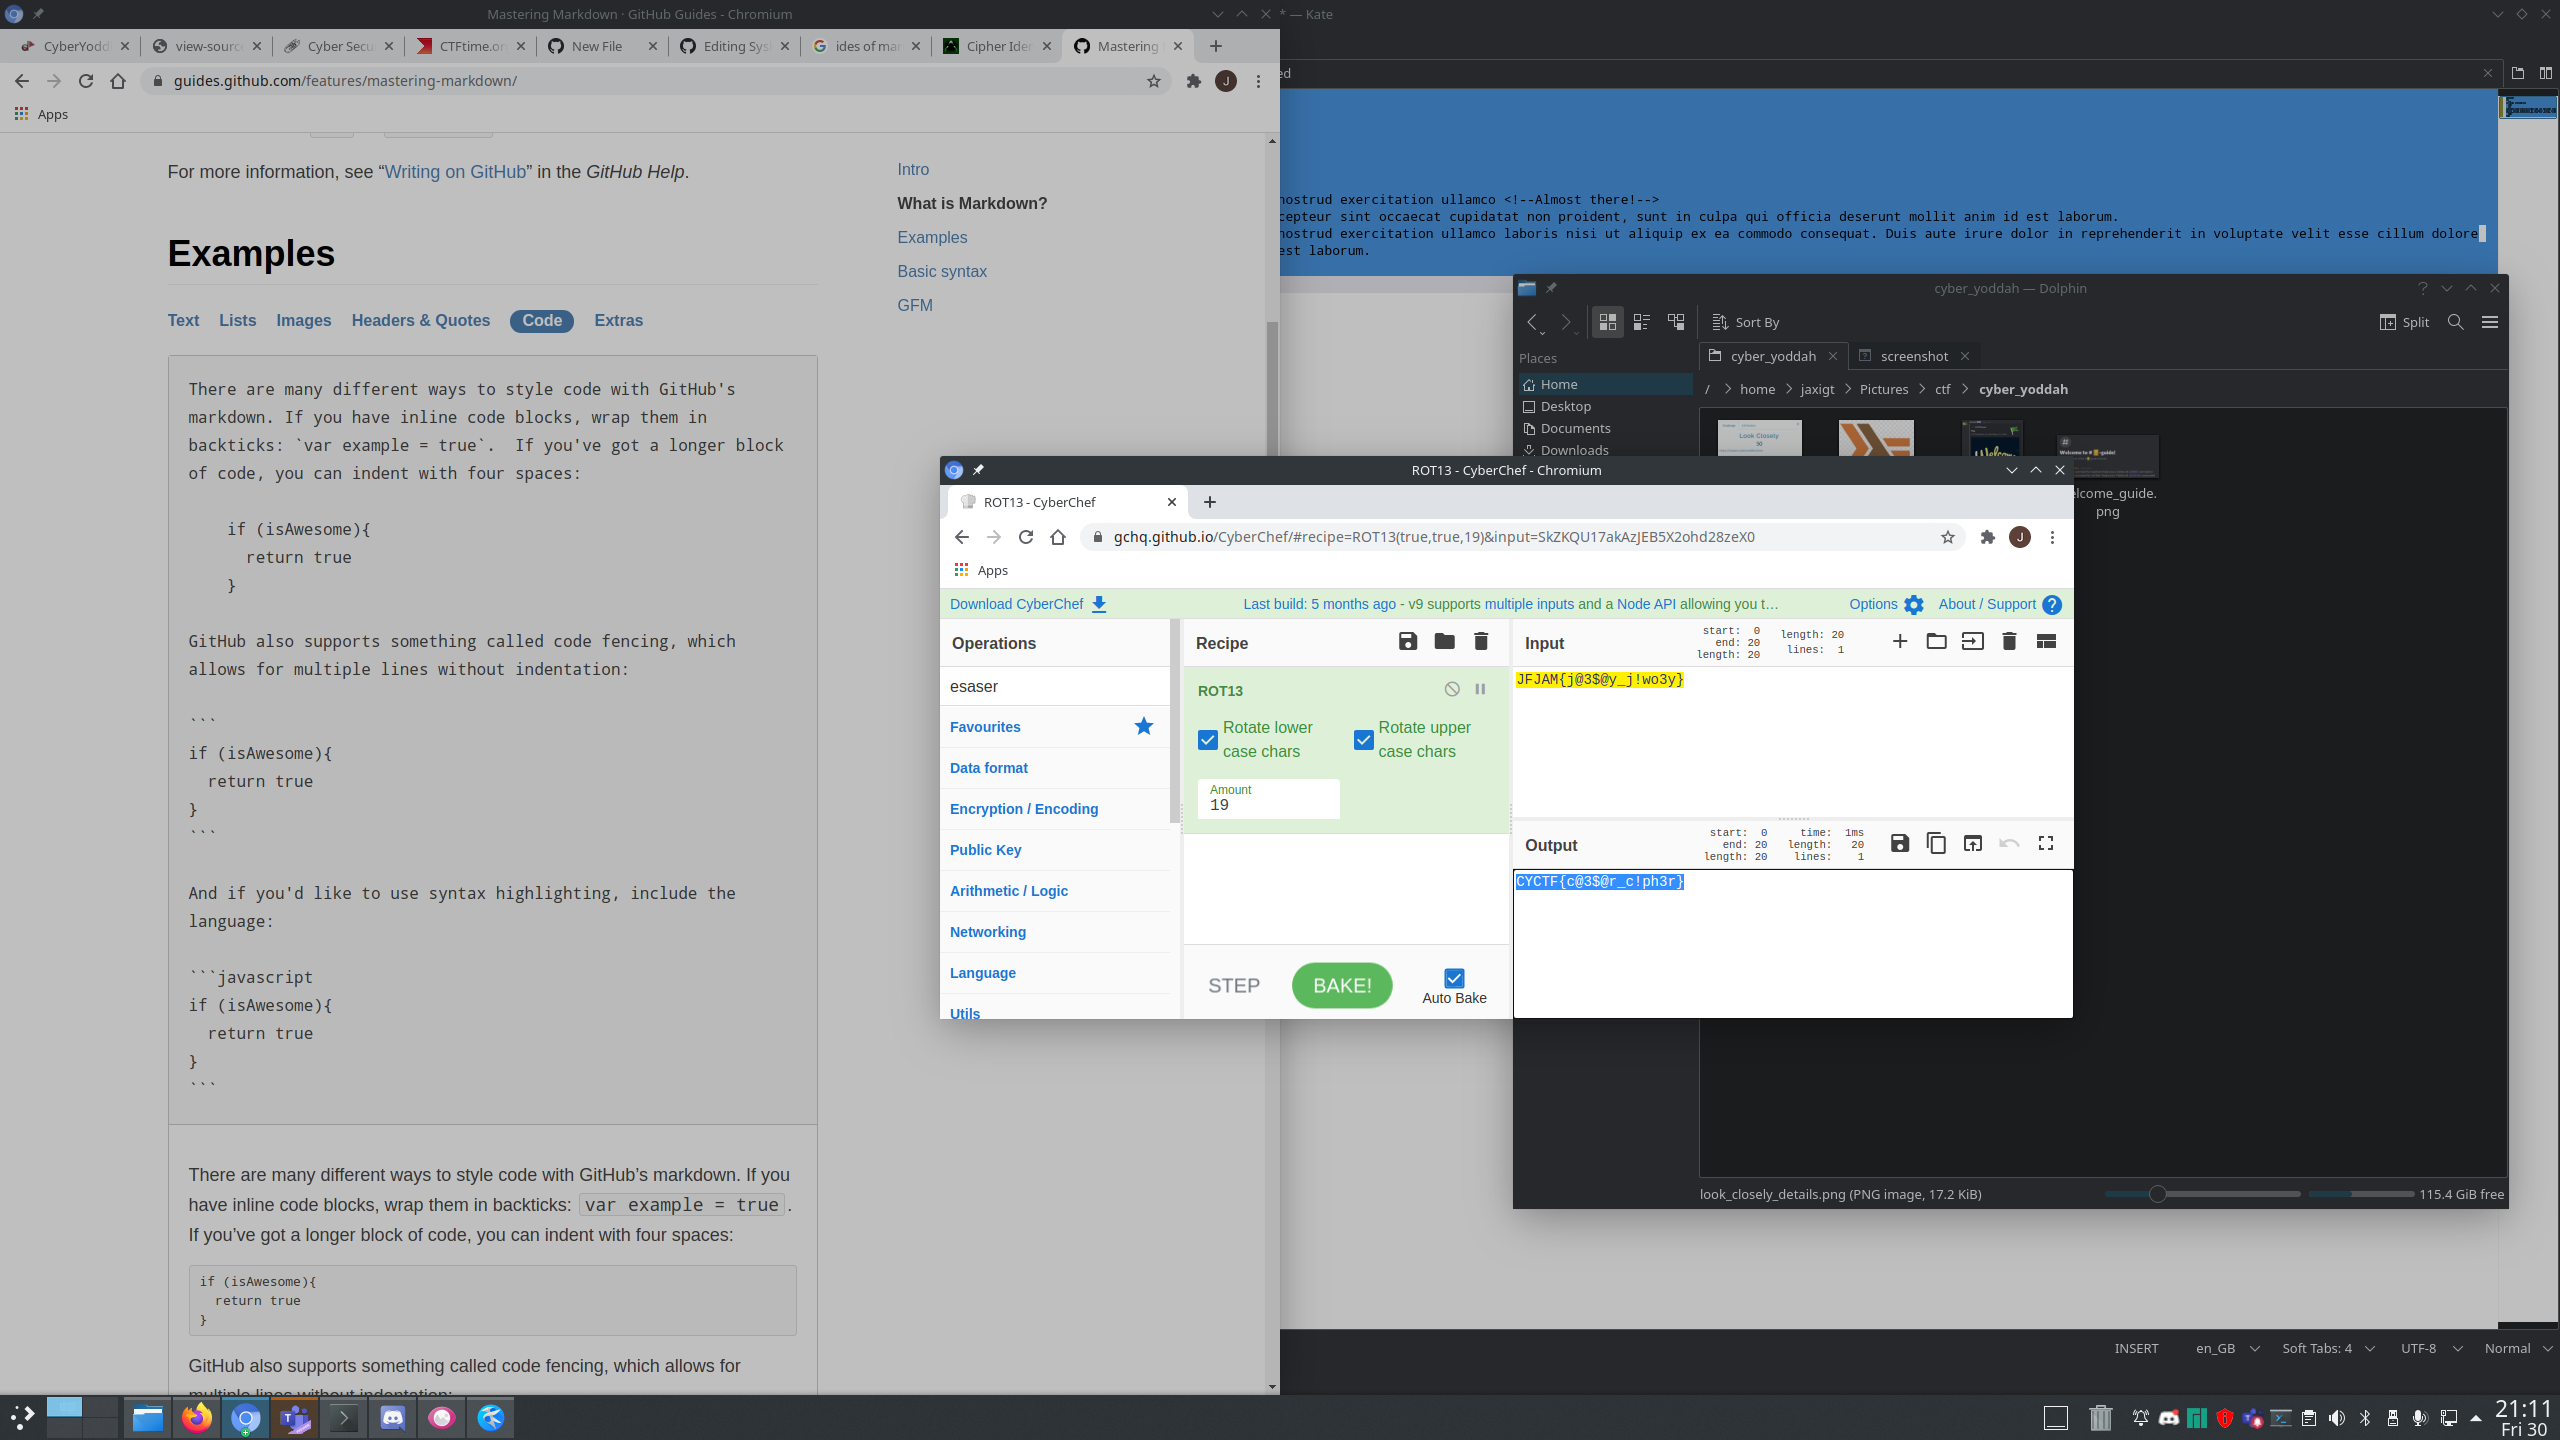 Mastering Markdown · GitHub Guides - Chromium
CyberYodd
view-sourc
Cyber Secu
CTFtime.or
New File
Editing Sys
ides of mar
Cipher Iden
Mastering
guides.github.com/features/mastering-markdown/
J
Apps
For more information, see “Writing on GitHub” in the GitHub Help.
Examples
Text Lists Images Headers & Quotes Code Extras
There are many different ways to style code with GitHub's
markdown. If you have inline code blocks, wrap them in
backticks: `var example = true`.  If you've got a longer block
of code, you can indent with four spaces:
    if (isAwesome){
      return true
    }
GitHub also supports something called code fencing, which
allows for multiple lines without indentation:
```
if (isAwesome){
  return true
}
```
And if you'd like to use syntax highlighting, include the
language:
```javascript
if (isAwesome){
  return true
}
```
There are many different ways to style code with GitHub’s markdown. If you
have inline code blocks, wrap them in backticks: var example = true .
If you’ve got a longer block of code, you can indent with four spaces:
if (isAwesome){
  return true
}
GitHub also supports something called code fencing, which allows for
multiple lines without indentation:
Intro
What is Markdown?
Examples
Basic syntax
GFM
* — Kate
ed
nostrud exercitation ullamco <!--Almost there!-->
cepteur sint occaecat cupidatat non proident, sunt in culpa qui officia deserunt mollit anim id est laborum.
nostrud exercitation ullamco laboris nisi ut aliquip ex ea commodo consequat. Duis aute irure dolor in reprehenderit in voluptate velit esse cillum dolore
est laborum.
cyber_yoddah — Dolphin
Sort By
Split
Places
Home
Desktop
Documents
Downloads
cyber_yoddah
screenshot
/ > home > jaxigt > Pictures > ctf > cyber_yoddah
Look Closely
30
Welcome
elcome_guide.
png
look_closely_details.png (PNG image, 17.2 KiB)
115.4 GiB free
ROT13 - CyberChef - Chromium
ROT13 - CyberChef
gchq.github.io/CyberChef/#recipe=ROT13(true,true,19)&input=SkZKQU17akAzJEB5X2ohd28zeX0
J
Apps
Download CyberChef
Last build: 5 months ago - v9 supports multiple inputs and a Node API allowing you t…
Options
About / Support
Operations
esaser
Favourites
Data format
Encryption / Encoding
Public Key
Arithmetic / Logic
Networking
Language
Utils
Recipe
ROT13
Rotate lower case chars
Rotate upper case chars
Amount
19
STEP
BAKE!
Auto Bake
Input
start: 0
end: 20
length: 20
length: 20
lines: 1
JFJAM{j@3$@y_j!wo3y}
Output
start: 0
end: 20
length: 20
time: 1ms
length: 20
lines: 1
CYCTF{c@3$@r_c!ph3r}
INSERT en_GB Soft Tabs: 4 UTF-8 Normal
21:11
Fri 30